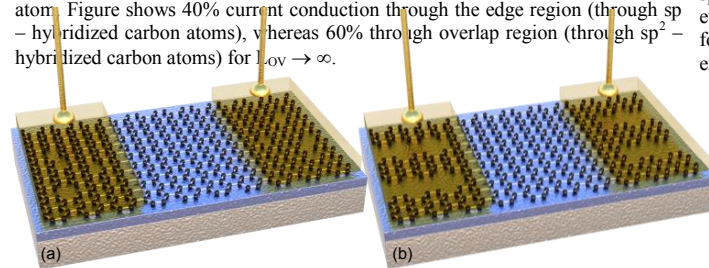 atom. Figure shows 40% current conduction through the edge region (through sp
– hybridized carbon atoms), whereas 60% through overlap region (through sp² –
hybridized carbon atoms) for L_OV → ∞.
(a)
(b)